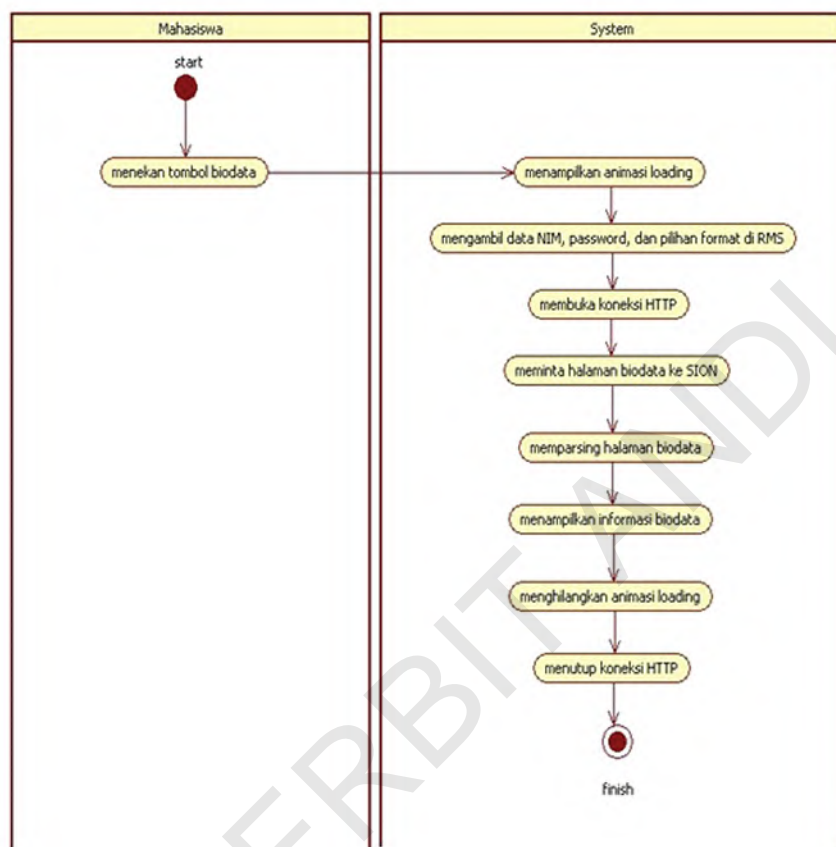 Mahasiswa
System
start
menekan tombol biodata
menampilkan animasi loading
mengambil data NIM, password, dan pilihan format di RMS
membuka koneksi HTTP
meminta halaman biodata ke SION
memparsing halaman biodata
menampilkan informasi biodata
menghilangkan animasi loading
menutup koneksi HTTP
finish
ERBIT ANDI